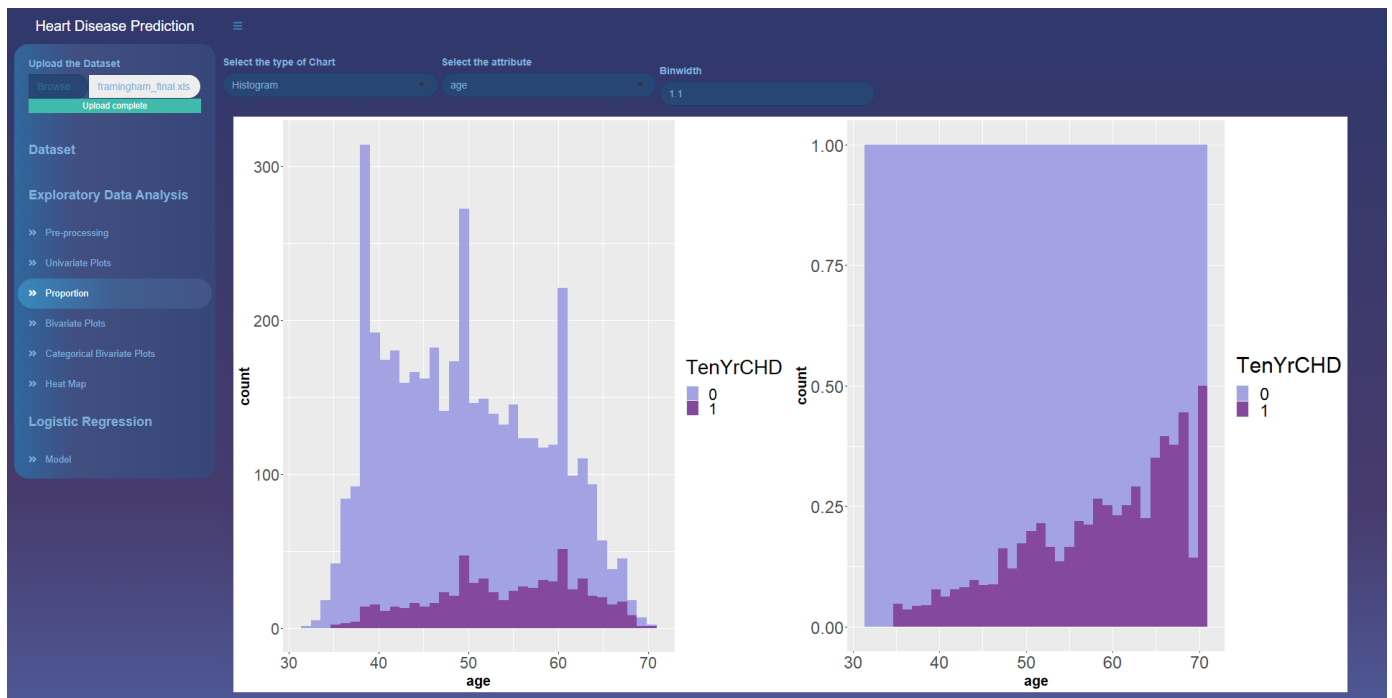 Heart Disease Prediction
Upload the Dataset
Browse... framingham_final.xls
Upload complete
Dataset
Exploratory Data Analysis
Pre-processing
Univariate Plots
Proportion
Bivariate Plots
Categorical Bivariate Plots
Heat Map
Logistic Regression
Model
Select the type of Chart
Histogram
Select the attribute
age
Binwidth
1.1
300
200
100
0
count
30 40 50 60 70
age
TenYrCHD
0
1
1.00
0.75
0.50
0.25
0.00
count
30 40 50 60 70
age
TenYrCHD
0
1